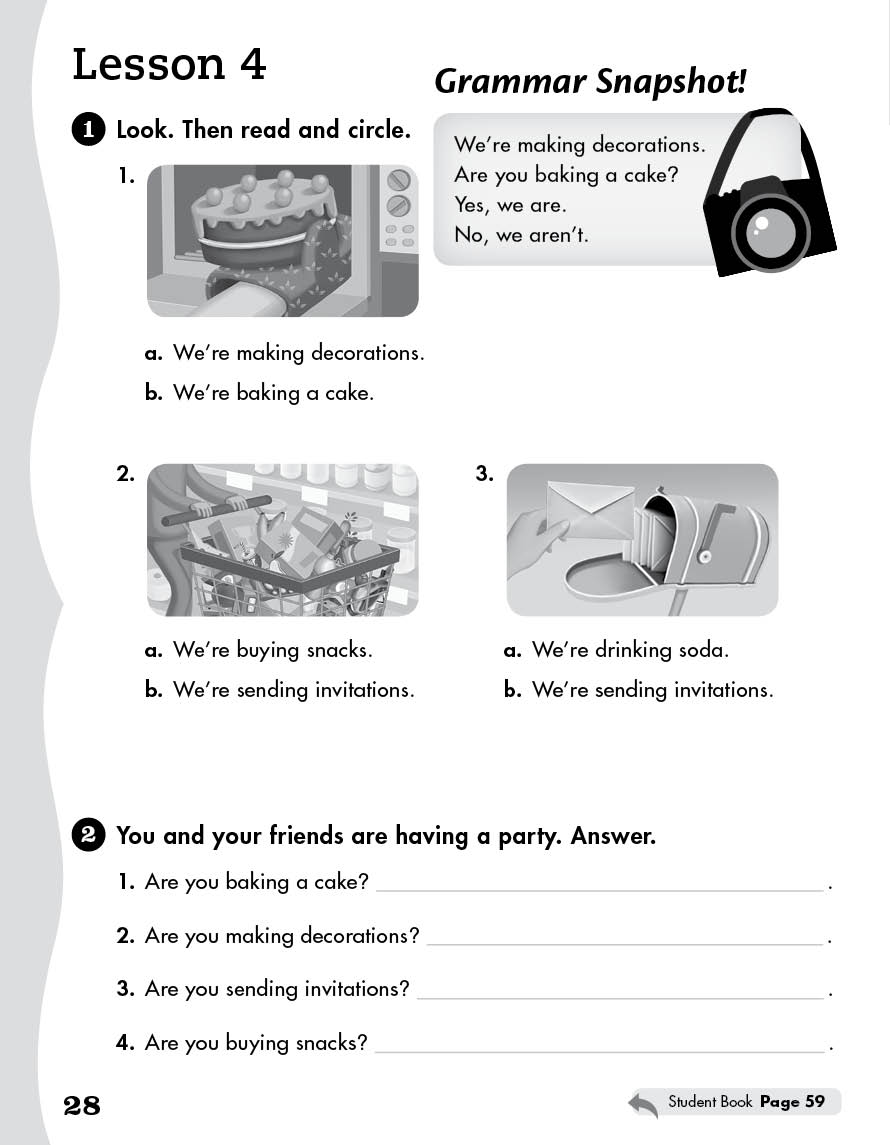 Lesson 4
Grammar Snapshot!
1 Look. Then read and circle.
We’re making decorations.
Are you baking a cake?
Yes, we are.
No, we aren’t.
1.
a. We’re making decorations.
b. We’re baking a cake.
2.
a. We’re buying snacks.
b. We’re sending invitations.
3.
a. We’re drinking soda.
b. We’re sending invitations.
2 You and your friends are having a party. Answer.
1. Are you baking a cake? .
2. Are you making decorations? .
3. Are you sending invitations? .
4. Are you buying snacks? .
28
Student Book Page 59